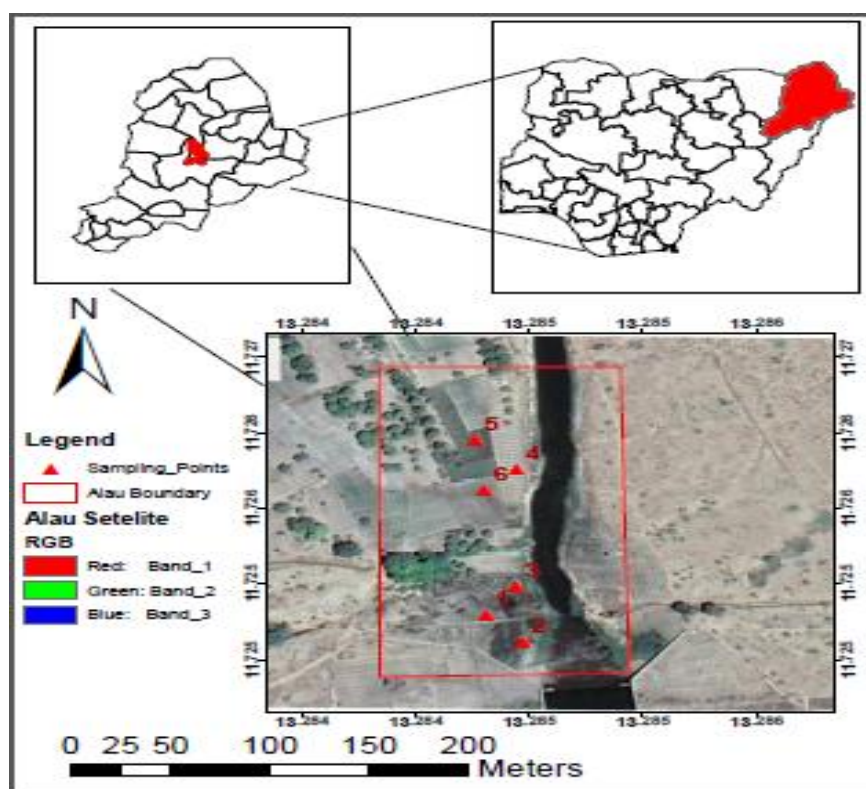 N
13.284 13.284 13.285 13.285 13.286
11.727
11.726
11.726
11.725
11.725
11.727
11.726
11.726
11.725
11.725
5
4
6
3
1
2
13.284 13.284 13.285 13.285 13.286
Legend
Sampling_Points
Alau Boundary
Alau Setelite
RGB
Red: Band_1
Green: Band_2
Blue: Band_3
0 25 50 100 150 200
Meters